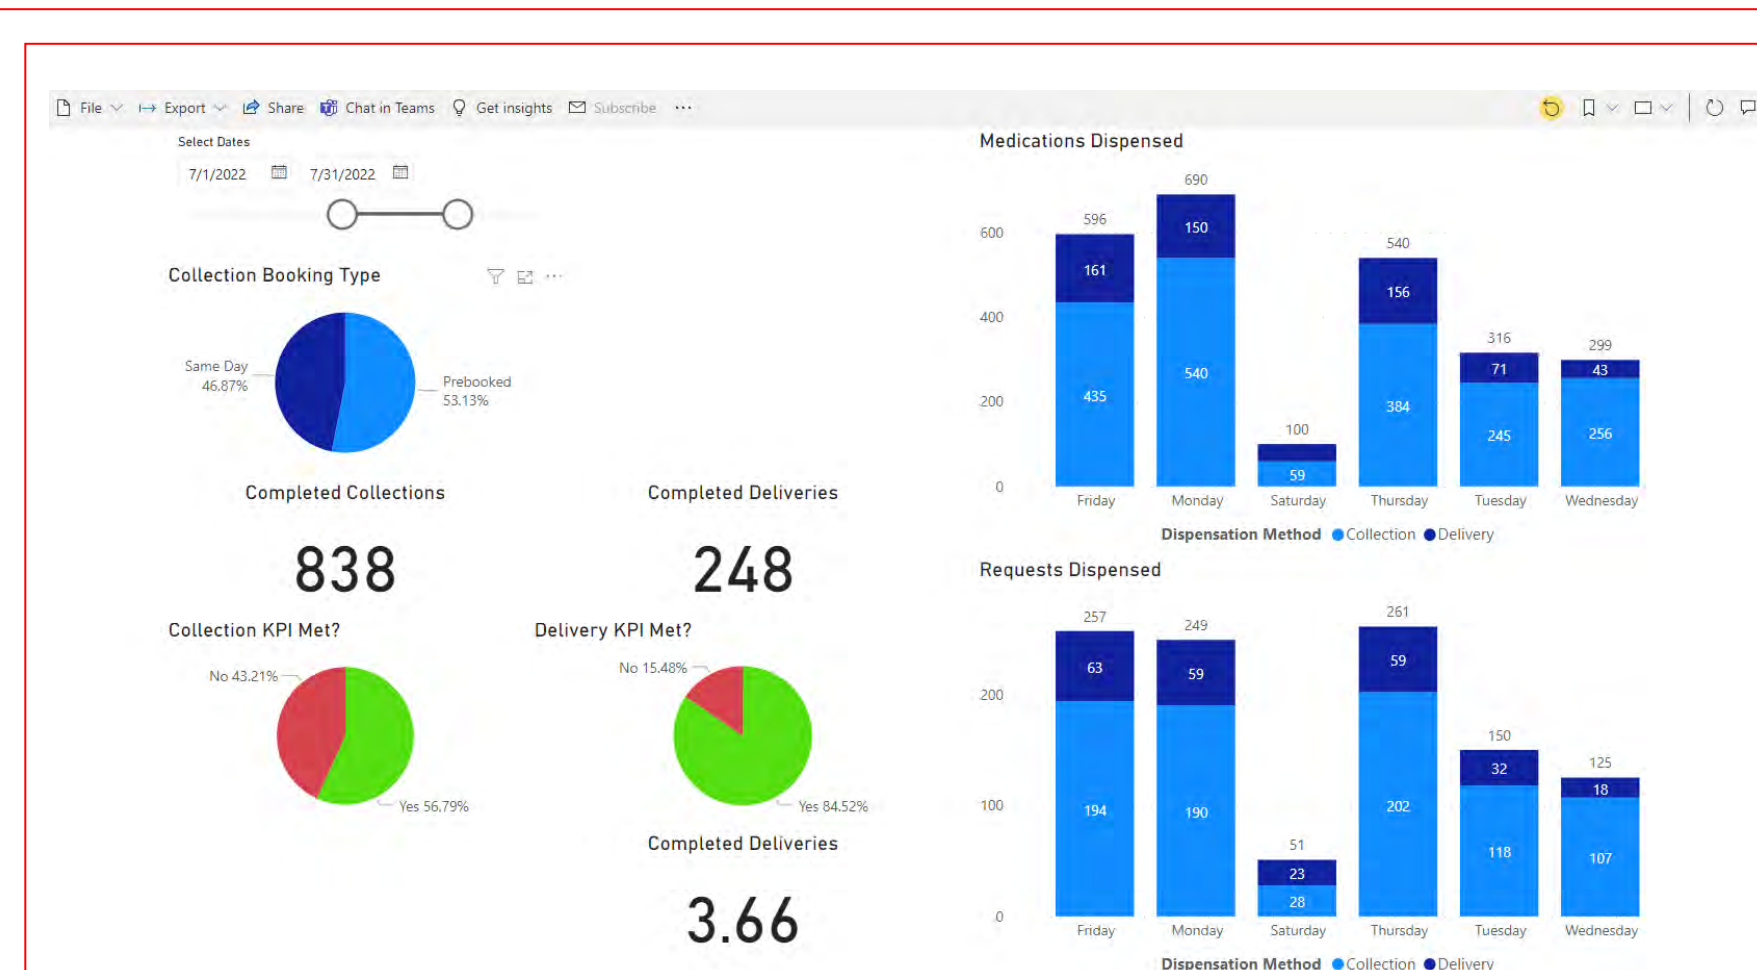 File Export Share Chat in Teams Get insights Subscribe ...
Select Dates
7/1/2022 7/31/2022
Collection Booking Type
Same Day
46.87%
Prebooked
53.13%
Completed Collections
838
Completed Deliveries
248
Collection KPI Met?
No 43.21%
Yes 56.79%
Delivery KPI Met?
No 15.48%
Yes 84.52%
Completed Deliveries
3.66
Medications Dispensed
600
400
200
0
596
161
435
690
150
540
100
59
540
156
384
316
71
245
299
43
256
Friday Monday Saturday Thursday Tuesday Wednesday
Dispensation Method Collection Delivery
Requests Dispensed
200
100
0
257
63
194
249
59
190
51
23
28
261
59
202
150
32
118
125
18
107
Friday Monday Saturday Thursday Tuesday Wednesday
Dispensation Method Collection Delivery